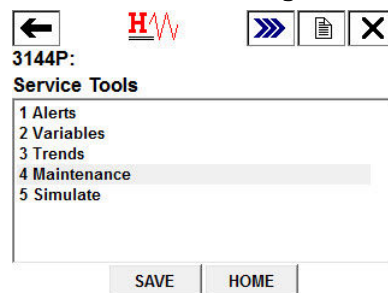 H
3144P:
Service Tools
1 Alerts
2 Variables
3 Trends
4 Maintenance
5 Simulate
SAVE HOME